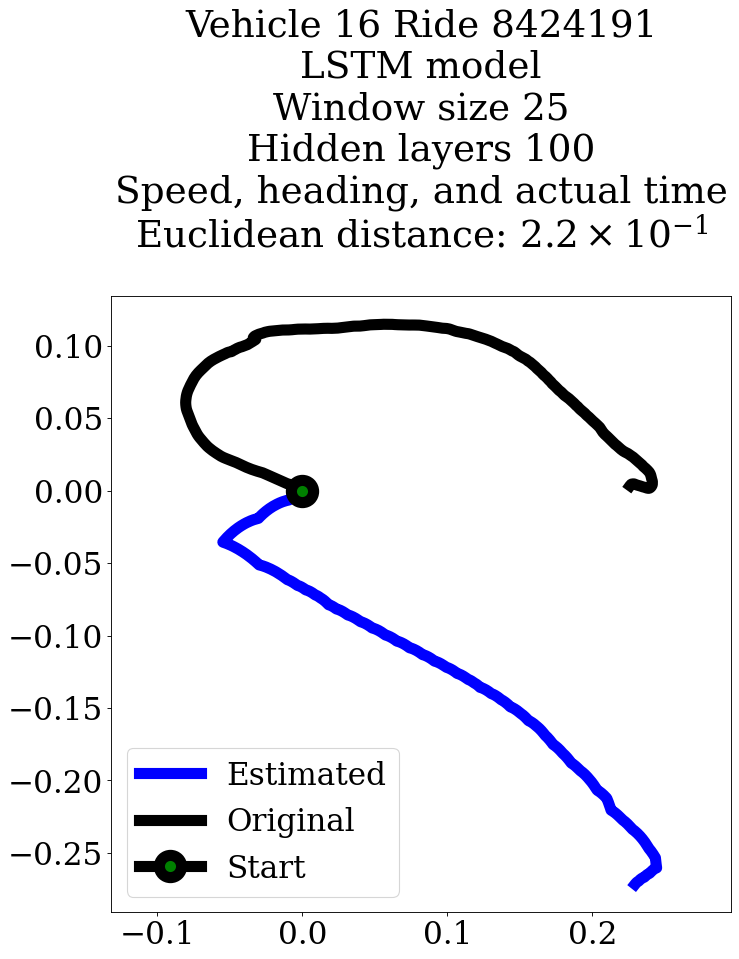 Vehicle 16 Ride 8424191
LSTM model
Window size 25
Hidden layers 100
Speed, heading, and actual time
Euclidean distance: 2.2 × 10⁻¹
0.10
0.05
0.00
−0.05
−0.10
−0.15
−0.20
−0.25
Estimated
Original
Start
−0.1 0.0 0.1 0.2